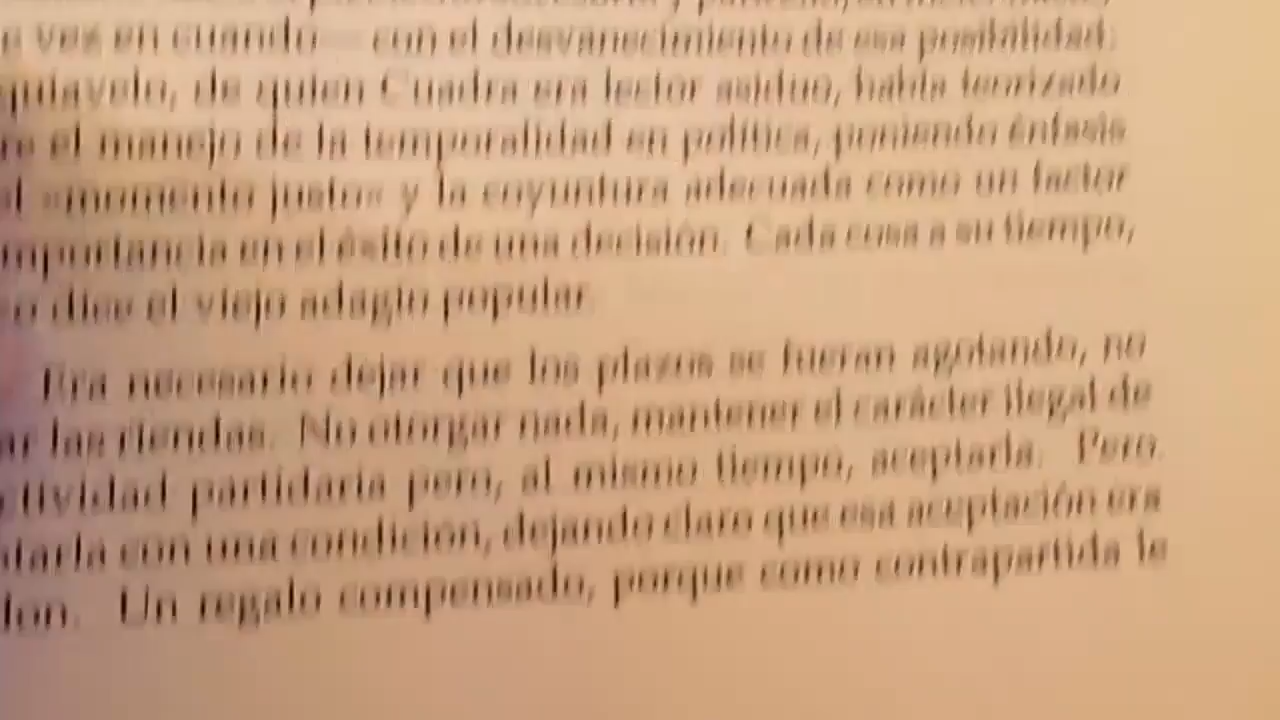 vez en cuando— con el desvanecimiento de esa posibilidad.
quiavelo, de quien Cuadra era lector asiduo, había teorizado
re el manejo de la temporalidad en política, poniendo énfasis
el «momento justo» y la coyuntura adecuada como un factor
mportancia en el éxito de una decisión. Cada cosa a su tiempo,
o dice el viejo adagio popular.
Era necesario dejar que los plazos se fueran agotando, no
ar las riendas. No otorgar nada, mantener el carácter ilegal de
ctividad partidaria pero, al mismo tiempo, aceptarla. Pero
tarla con una condición, dejando claro que esa aceptación era
don. Un regalo compensado, porque como contrapartida le